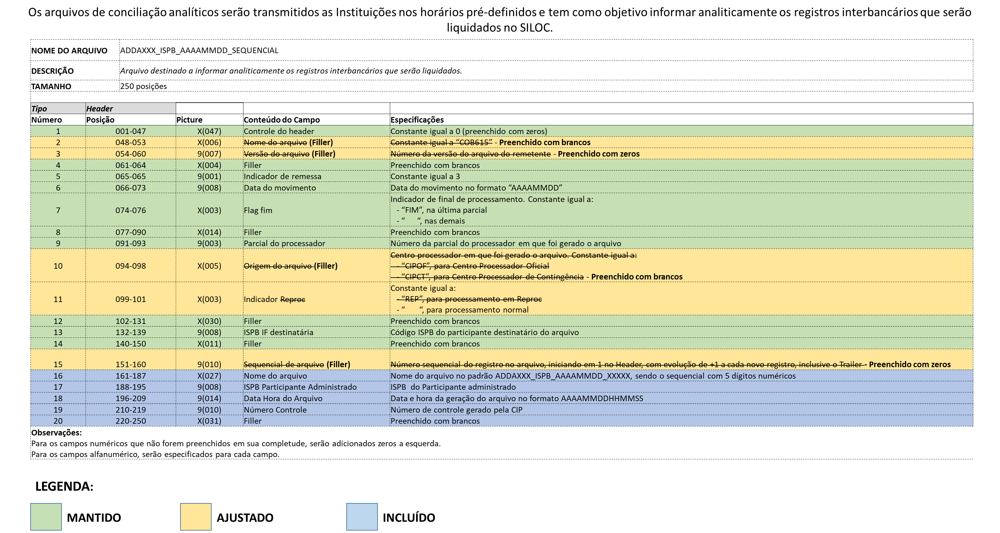 Os arquivos de conciliação analíticos serão transmitidos as Instituições nos horários pré-definidos e tem como objetivo informar analiticamente os registros interbancários que serão
liquidados no SILOC.
NOME DO ARQUIVO ADDAXXX_ISPB_AAAAMMDD_SEQUENCIAL
DESCRIÇÃO Arquivo destinado a informar analiticamente os registros interbancários que serão liquidados.
TAMANHO 250 posições
Tipo Header
Número Posição Picture Conteúdo do Campo Especificações
1 001-047 X(047) Controle do header Constante igual a 0 (preenchido com zeros)
2 048-053 X(006) Nome do arquivo (Filler) Constante igual a “COB615” - Preenchido com brancos
3 054-060 9(007) Versão do arquivo (Filler) Número da versão do arquivo do remetente - Preenchido com zeros
4 061-064 X(004) Filler Preenchido com brancos
5 065-065 9(001) Indicador de remessa Constante igual a 3
6 066-073 9(008) Data do movimento Data do movimento no formato “AAAAMMDD”
7 074-076 X(003) Flag fim Indicador de final de processamento. Constante igual a:
- “FIM”, na última parcial
- “ “, nas demais
8 077-090 X(014) Filler Preenchido com brancos
9 091-093 9(003) Parcial do processador Número da parcial do processador em que foi gerado o arquivo
10 094-098 X(005) Origem do arquivo (Filler) Centro processador em que foi gerado o arquivo. Constante igual a:
- “CIPOF”, para Centro Processador Oficial
- “CIPCT”, para Centro Processador de Contingência - Preenchido com brancos
11 099-101 X(003) Indicador Reproc Constante igual a:
- “REP”, para processamento em Reproc
- “ “, para processamento normal
12 102-131 X(030) Filler Preenchido com brancos
13 132-139 9(008) ISPB IF destinatária Código ISPB do participante destinatário do arquivo
14 140-150 X(011) Filler Preenchido com brancos
15 151-160 9(010) Sequencial de arquivo (Filler) Número sequencial do registro no arquivo, iniciando em 1 no Header, com evolução de +1 a cada novo registro, inclusive o Trailer - Preenchido com zeros
16 161-187 X(027) Nome do arquivo Nome do arquivo no padrão ADDAXXX_ISPB_AAAAMMDD_XXXXX, sendo o sequencial com 5 dígitos numéricos
17 188-195 9(008) ISPB Participante Administrado ISPB do Participante administrado
18 196-209 9(014) Data Hora do Arquivo Data e hora da geração do arquivo no formato AAAAMMDDHHMMSS
19 210-219 9(010) Número Controle Número de controle gerado pela CIP
20 220-250 X(031) Filler Preenchido com brancos
Observações:
Para os campos numéricos que não forem preenchidos em sua completude, serão adicionados zeros a esquerda.
Para os campos alfanumérico, serão especificados para cada campo.
LEGENDA:
MANTIDO AJUSTADO INCLUÍDO